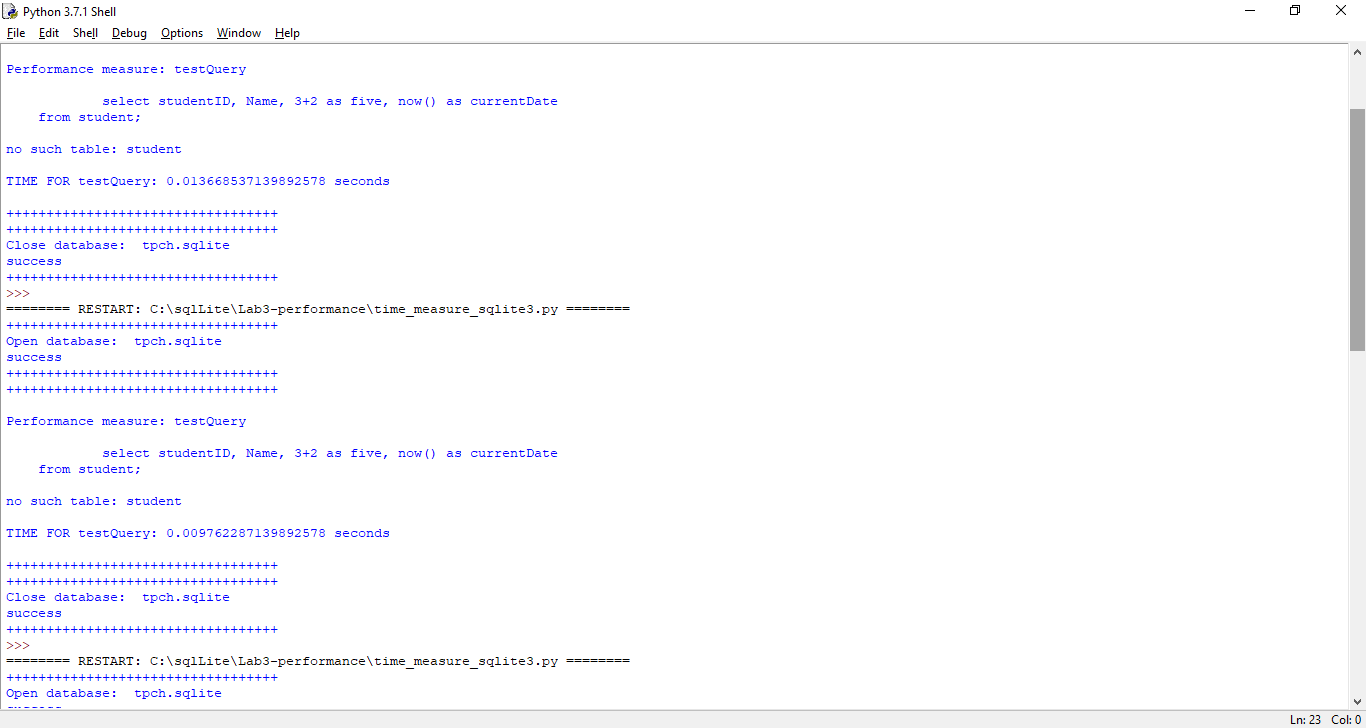 Python 3.7.1 Shell
File Edit Shell Debug Options Window Help
Performance measure: testQuery
select studentID, Name, 3+2 as five, now() as currentDate
from student;
no such table: student
TIME FOR testQuery: 0.013668537139892578 seconds
++++++++++++++++++++++++++++++++++
++++++++++++++++++++++++++++++++++
Close database:  tpch.sqlite
success
++++++++++++++++++++++++++++++++++
>>>
======== RESTART: C:\sqlLite\Lab3-performance\time_measure_sqlite3.py ========
++++++++++++++++++++++++++++++++++
Open database:  tpch.sqlite
success
++++++++++++++++++++++++++++++++++
++++++++++++++++++++++++++++++++++
Performance measure: testQuery
select studentID, Name, 3+2 as five, now() as currentDate
from student;
no such table: student
TIME FOR testQuery: 0.009762287139892578 seconds
++++++++++++++++++++++++++++++++++
++++++++++++++++++++++++++++++++++
Close database:  tpch.sqlite
success
++++++++++++++++++++++++++++++++++
>>>
======== RESTART: C:\sqlLite\Lab3-performance\time_measure_sqlite3.py ========
++++++++++++++++++++++++++++++++++
Open database:  tpch.sqlite
Ln: 23 Col: 0